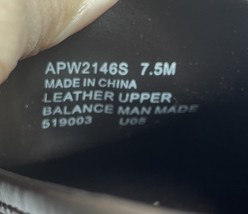 APW2146S 7.5M
MADE IN CHINA
LEATHER UPPER
BALANCE MAN MADE
519003 U05